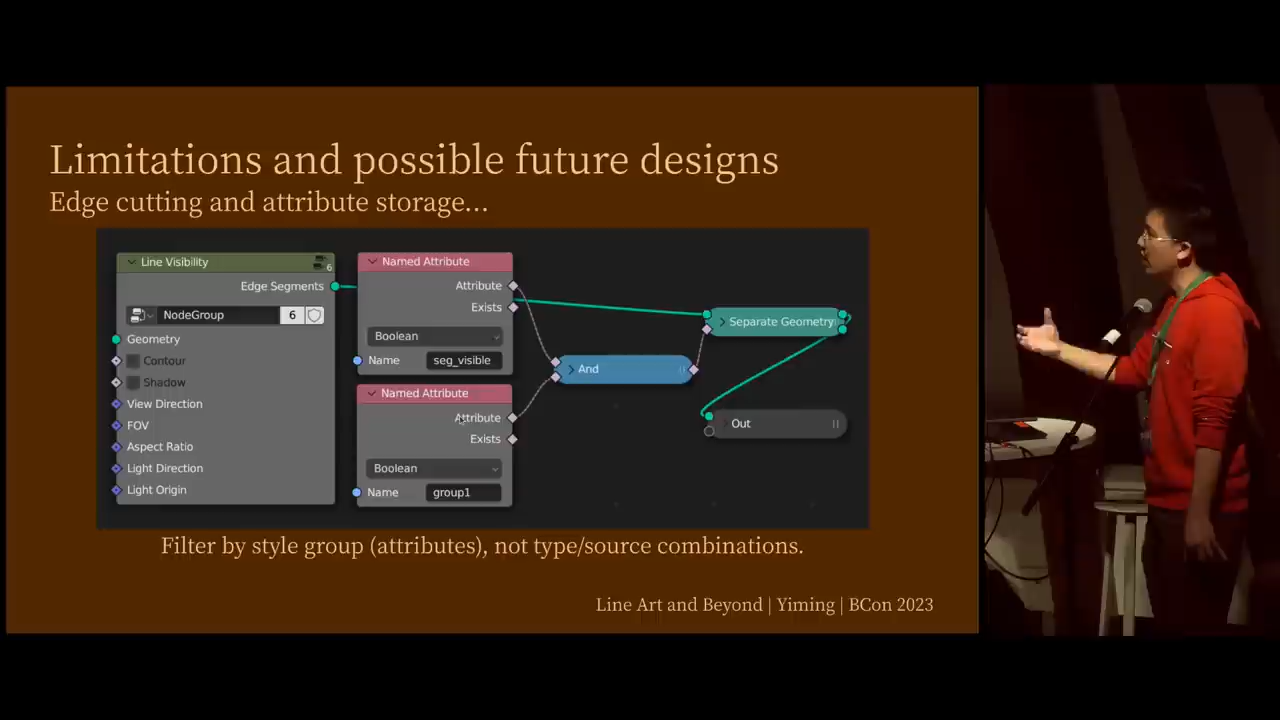 Limitations and possible future designs
Edge cutting and attribute storage...
Line Visibility
6
Edge Segments
NodeGroup 6
Geometry
Contour
Shadow
View Direction
FOV
Aspect Ratio
Light Direction
Light Origin
Named Attribute
Attribute
Exists
Boolean
Name seg_visible
Named Attribute
Attribute
Exists
Boolean
Name group1
And
Separate Geometry
Out
Filter by style group (attributes), not type/source combinations.
Line Art and Beyond | Yiming | BCon 2023